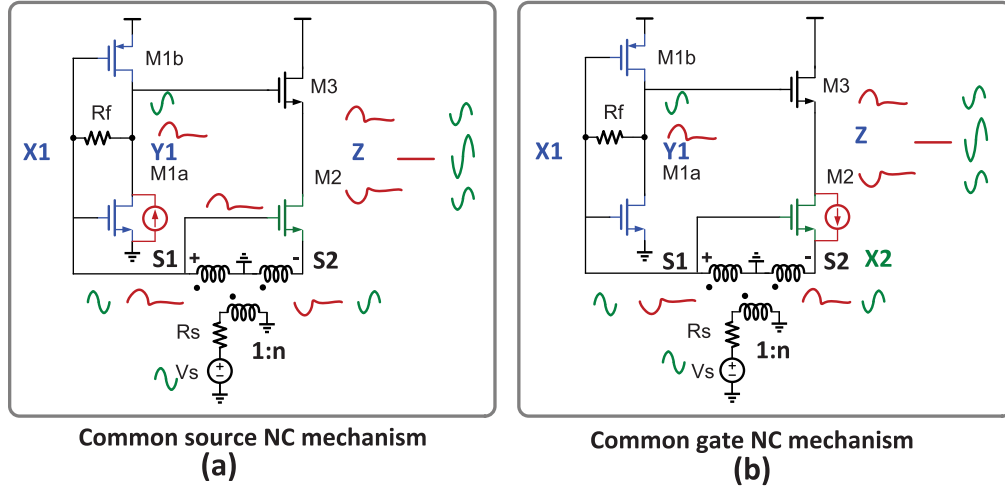 M1b
M3
Rf
X1
Y1
Z
M1a
M2
S1
+
-
S2
Rs
1:n
Vs
+
−
Common source NC mechanism
(a)
M1b
M3
Rf
X1
Y1
Z
M1a
M2
S1
+
-
S2
X2
Rs
1:n
Vs
+
−
Common gate NC mechanism
(b)